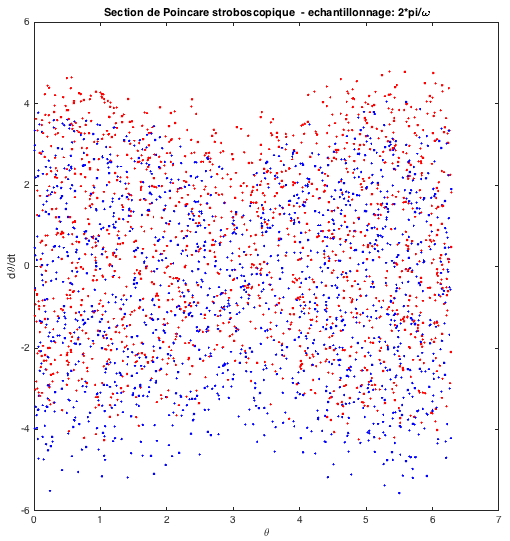 Section de Poincare stroboscopique - echantillonnage: 2*pi/ω
6
4
2
0
-2
-4
-6
dθ/dt
0 1 2 3 4 5 6 7
θ